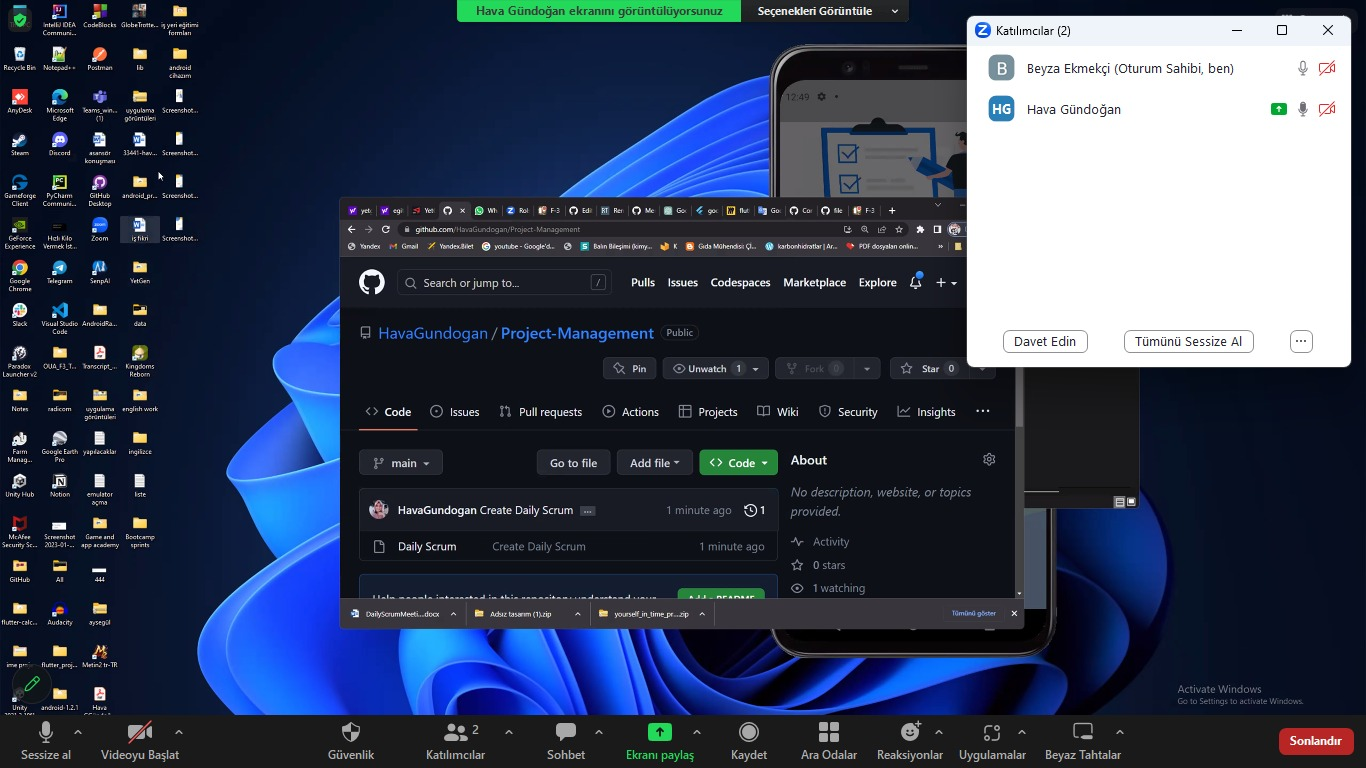 Hava Gündoğan ekranını görüntülüyorsunuz
Seçenekleri Görüntüle
Katılımcılar (2)
B
Beyza Ekmekçi (Oturum Sahibi, ben)
HG
Hava Gündoğan
Davet Edin
Tümünü Sessize Al
IntelliJ IDEA Communi...
CodeBlocks
GlobeTrotte...
iş yeri eğitimi formları
Recycle Bin
Notepad++
Postman
lib
android cihazım
AnyDesk
Microsoft Edge
Teams_win... (1)
uygulama görüntüleri
Screenshot...
Steam
Discord
asansör konuşması
33441-hav...
Screenshot...
Gameforge Client
PyCharm Communi...
GitHub Desktop
android_pr...
Screenshot...
GeForce Experience
Hızlı Kilo Vermek İst...
Zoom
iş fikri
Screenshot...
Google Chrome
Telegram
SenpAI
YetGen
Slack
Visual Studio Code
AndroidRa...
data
Paradox Launcher v2
OUA_F3_T...
Transcript_...
Kingdoms Reborn
Notes
radicom
uygulama görüntüleri
english work
Farm Manag...
Google Earth Pro
yapılacaklar
ingilizce
Unity Hub
Notion
emulator açma
liste
McAfee Security Sc...
Screenshot 2023-01-...
Game and app academy
Bootcamp sprints
GitHub
All
444
flutter-calc...
Audacity
aysegül
flutter_proj...
Metin2 tr-TR
Unity
android-1.2.1
Hava
12:49
github.com/HavaGundogan/Project-Management
Yandex
Gmail
Yandex.Bilet
youtube - Google'd...
S
Balın Bileşimi (kimy...
K
Gıda Mühendisi Çl...
karbonhidratlar | Ar...
PDF dosyaları onlin...
»
Search or jump to...
/
Pulls
Issues
Codespaces
Marketplace
Explore
HavaGundogan / Project-Management
Public
Pin
Unwatch 1
Fork 0
Star 0
Code
Issues
Pull requests
Actions
Projects
Wiki
Security
Insights
main
Go to file
Add file
Code
About
No description, website, or topics
provided.
HavaGundogan Create Daily Scrum
1 minute ago
1
Daily Scrum
Create Daily Scrum
1 minute ago
Activity
0 stars
1 watching
Help people interested in this repository understand your
Add a README
DailyScrumMeeti....docx
Adsız tasarım (1).zip
yourself_in_time_pr....zip
Tümünü göster
Activate Windows
Go to Settings to activate Windows.
Sessize al
Videoyu Başlat
Güvenlik
2
Katılımcılar
Sohbet
Ekranı paylaş
Kaydet
Ara Odalar
Reaksiyonlar
Uygulamalar
Beyaz Tahtalar
Sonlandır